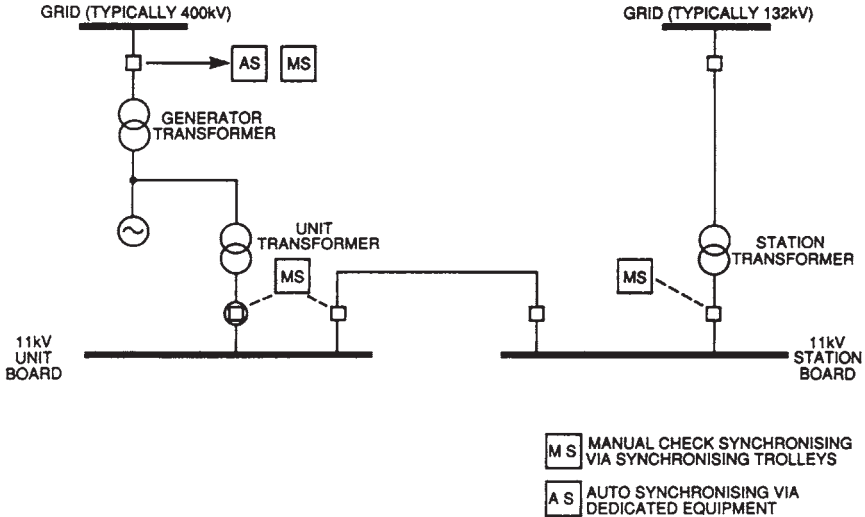 GRID (TYPICALLY 400kV)
GRID (TYPICALLY 132kV)
AS
MS
GENERATOR
TRANSFORMER
UNIT
TRANSFORMER
STATION
TRANSFORMER
MS
MS
11kV
UNIT
BOARD
11kV
STATION
BOARD
MS MANUAL CHECK SYNCHRONISING
VIA SYNCHRONISING TROLLEYS
AS AUTO SYNCHRONISING VIA
DEDICATED EQUIPMENT